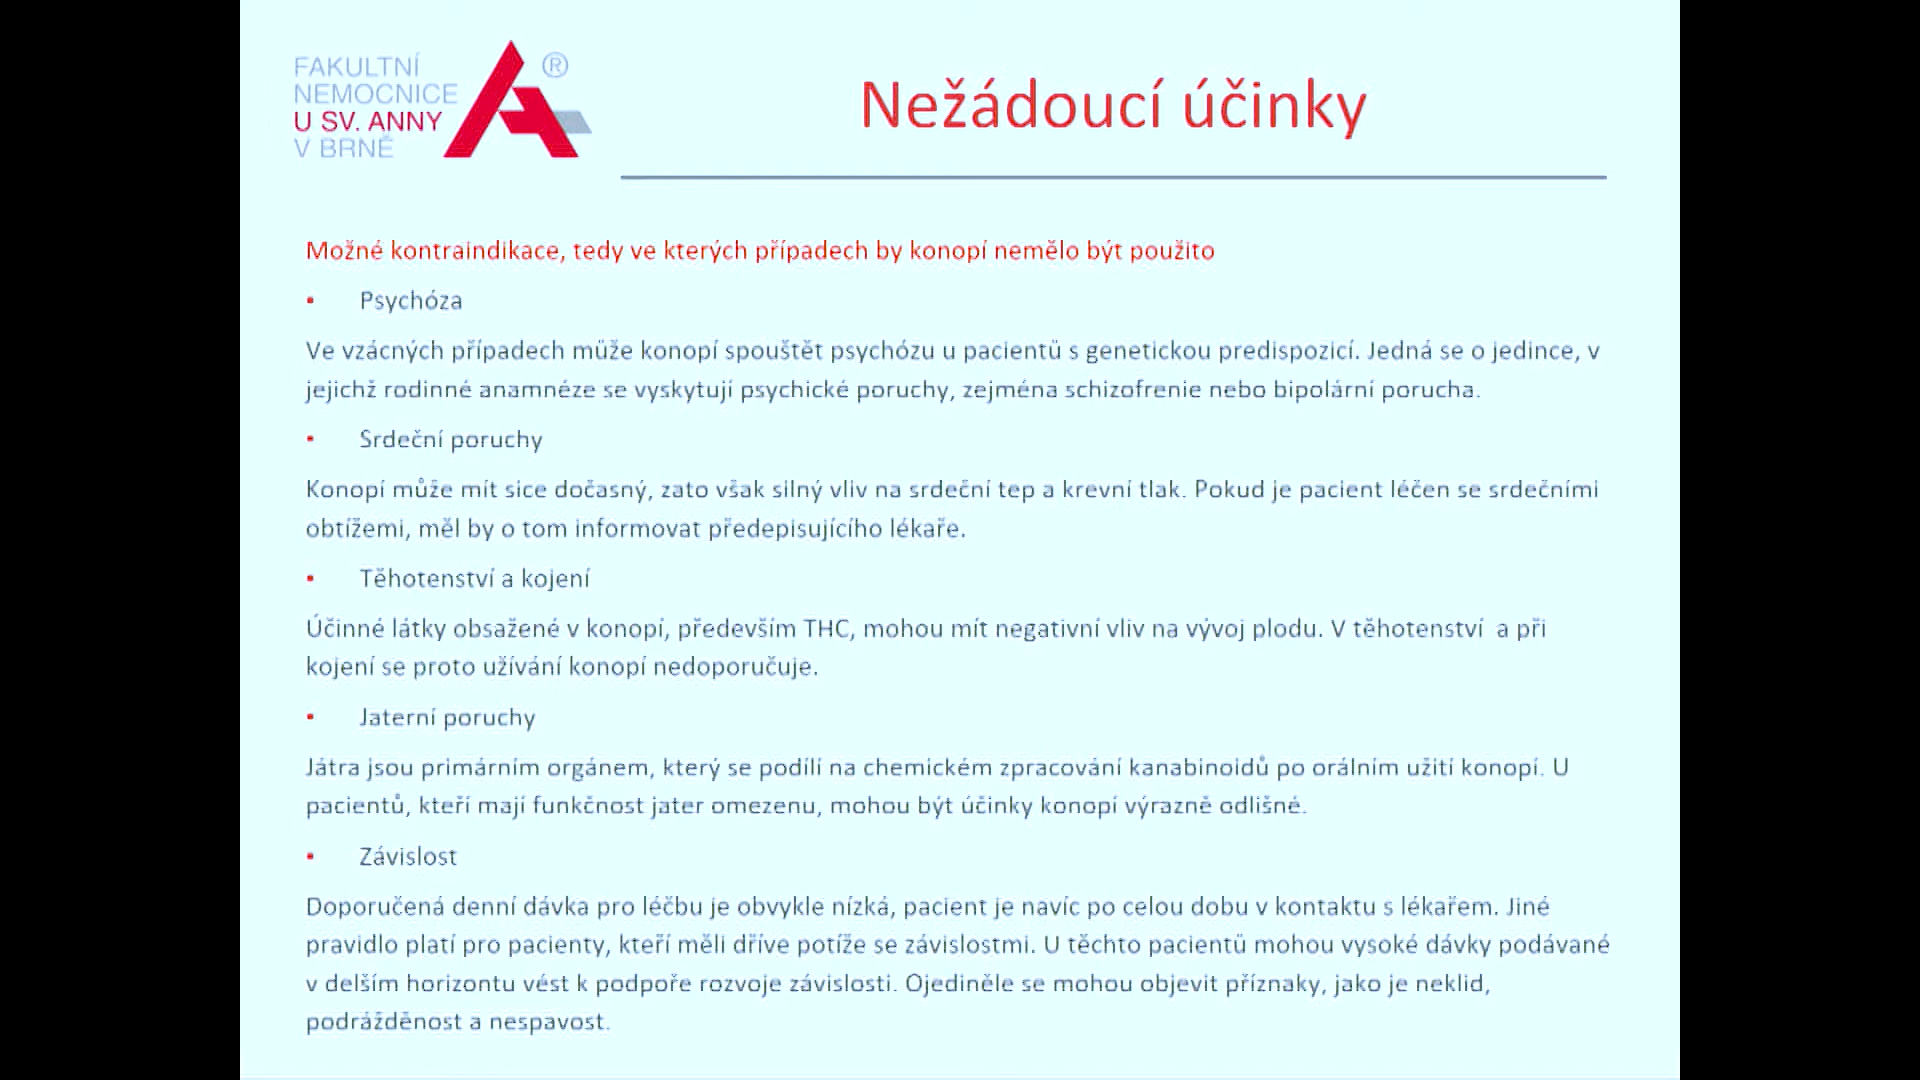 FAKULTNÍ
NEMOCNICE
U SV. ANNY
V BRNĚ
®
Nežádoucí účinky
Možné kontraindikace, tedy ve kterých případech by konopí nemělo být použito
• Psychóza
Ve vzácných případech může konopí spouštět psychózu u pacientů s genetickou predispozicí. Jedná se o jedince, v
jejichž rodinné anamnéze se vyskytují psychické poruchy, zejména schizofrenie nebo bipolární porucha.
• Srdeční poruchy
Konopí může mít sice dočasný, zato však silný vliv na srdeční tep a krevní tlak. Pokud je pacient léčen se srdečními
obtížemi, měl by o tom informovat předepisujícího lékaře.
• Těhotenství a kojení
Účinné látky obsažené v konopí, především THC, mohou mít negativní vliv na vývoj plodu. V těhotenství a při
kojení se proto užívání konopí nedoporučuje.
• Jaterní poruchy
Játra jsou primárním orgánem, který se podílí na chemickém zpracování kanabinoidů po orálním užití konopí. U
pacientů, kteří mají funkčnost jater omezenu, mohou být účinky konopí výrazně odlišné.
• Závislost
Doporučená denní dávka pro léčbu je obvykle nízká, pacient je navíc po celou dobu v kontaktu s lékařem. Jiné
pravidlo platí pro pacienty, kteří měli dříve potíže se závislostmi. U těchto pacientů mohou vysoké dávky podávané
v delším horizontu vést k podpoře rozvoje závislosti. Ojediněle se mohou objevit příznaky, jako je neklid,
podrážděnost a nespavost.